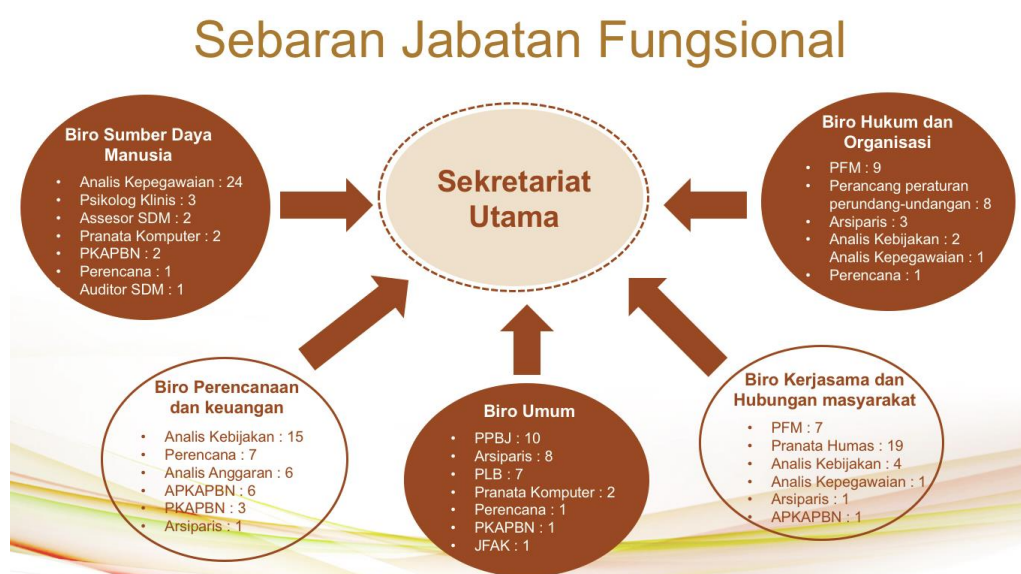 Sebaran Jabatan Fungsional
Biro Sumber Daya
Manusia
• Analis Kepegawaian : 24
• Psikolog Klinis : 3
• Assesor SDM : 2
• Pranata Komputer : 2
• PKAPBN : 2
• Perencana : 1
• Auditor SDM : 1
Sekretariat
Utama
Biro Hukum dan
Organisasi
• PFM : 9
• Perancang peraturan
perundang-undangan : 8
• Arsiparis : 3
• Analis Kebijakan : 2
Analis Kepegawaian : 1
• Perencana : 1
Biro Perencanaan
dan keuangan
• Analis Kebijakan : 15
• Perencana : 7
• Analis Anggaran : 6
• APKAPBN : 6
• PKAPBN : 3
• Arsiparis : 1
Biro Umum
• PPBJ : 10
• Arsiparis : 8
• PLB : 7
• Pranata Komputer : 2
• Perencana : 1
• PKAPBN : 1
• JFAK : 1
Biro Kerjasama dan
Hubungan masyarakat
• PFM : 7
• Pranata Humas : 19
• Analis Kebijakan : 4
• Analis Kepegawaian : 1
• Arsiparis : 1
• APKAPBN : 1